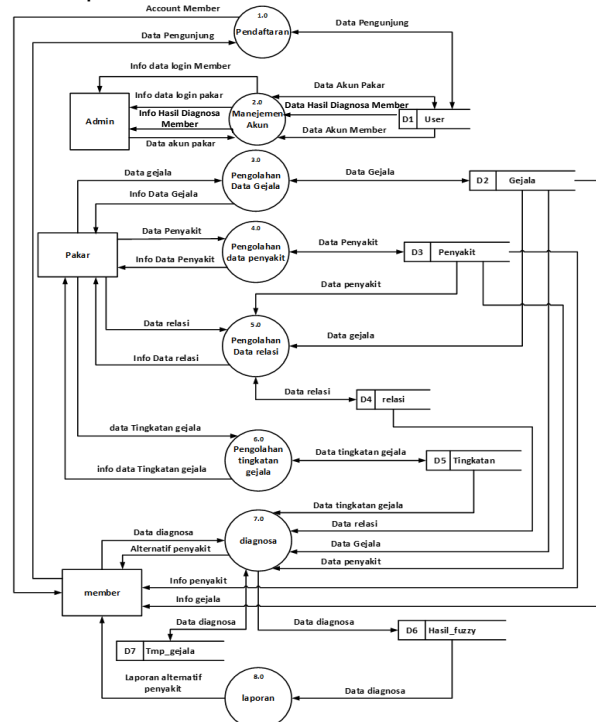 Account Member
1.0
Pendaftaran
Data Pengunjung
Info data login Member
Data Akun Pakar
Info data login pakar
2.0
Manejemen
Akun
Data Hasil Diagnosa Member
Admin
Info Hasil Diagnosa
Member
D1 User
Data Akun Member
Data akun pakar
3.0
Pengolahan
Data Gejala
Data gejala
Data Gejala
D2 Gejala
Info Data Gejala
4.0
Pengolahan
data penyakit
Data Penyakit
Data Penyakit
D3 Penyakit
Pakar
Info Data Penyakit
Data penyakit
5.0
Pengolahan
Data relasi
Data relasi
Data gejala
Info Data relasi
Data relasi
D4 relasi
data Tingkatan gejala
6.0
Pengolahan
tingkatan
gejala
Data tingkatan gejala
D5 Tingkatan
info data Tingkatan gejala
Data tingkatan gejala
7.0
diagnosa
Data relasi
Data diagnosa
Data Gejala
Alternatif penyakit
Data penyakit
Info penyakit
member
Info gejala
Data diagnosa
Data diagnosa
D6 Hasil_fuzzy
D7 Tmp_gejala
8.0
laporan
Laporan alternatif
penyakit
Data diagnosa